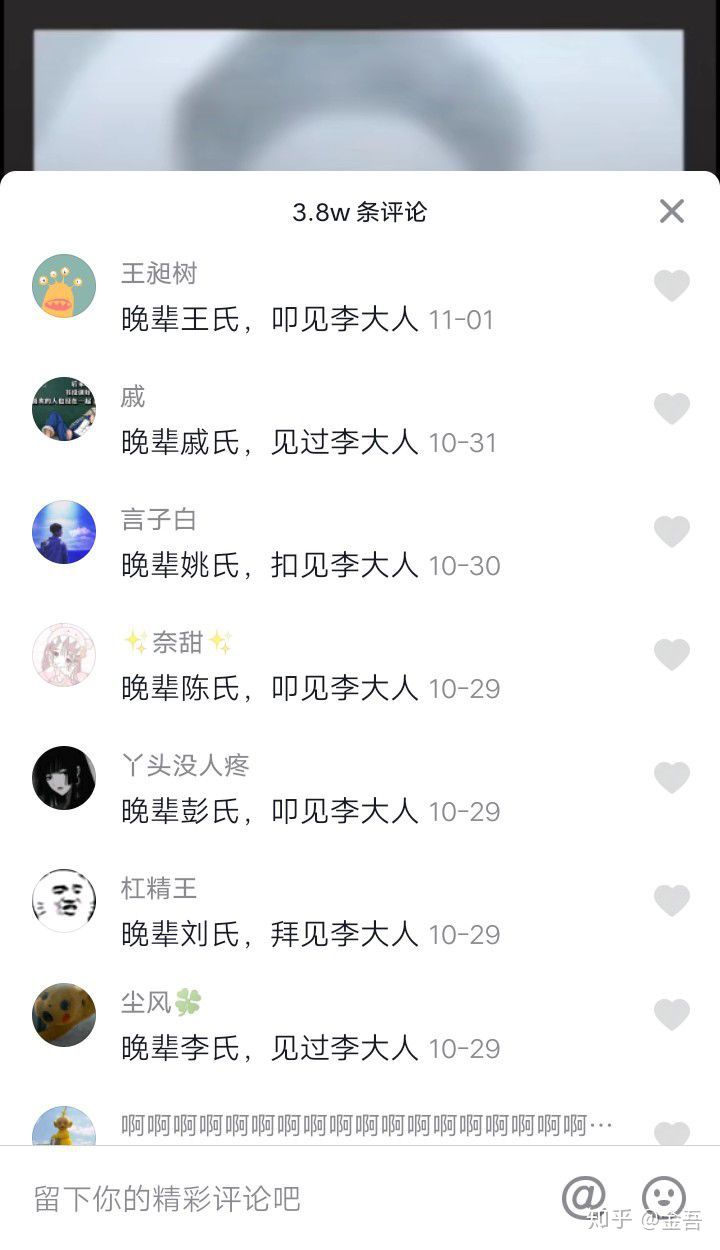 3.8w 条评论
王昶树
晚辈王氏，叩见李大人 11-01
戚
晚辈戚氏，见过李大人 10-31
言子白
晚辈姚氏，扣见李大人 10-30
✨奈甜✨
晚辈陈氏，叩见李大人 10-29
丫头没人疼
晚辈彭氏，叩见李大人 10-29
杠精王
晚辈刘氏，拜见李大人 10-29
尘风🍀
晚辈李氏，见过李大人 10-29
啊啊啊啊啊啊啊啊啊啊啊啊啊啊啊啊啊啊…
留下你的精彩评论吧
知乎 @金吾